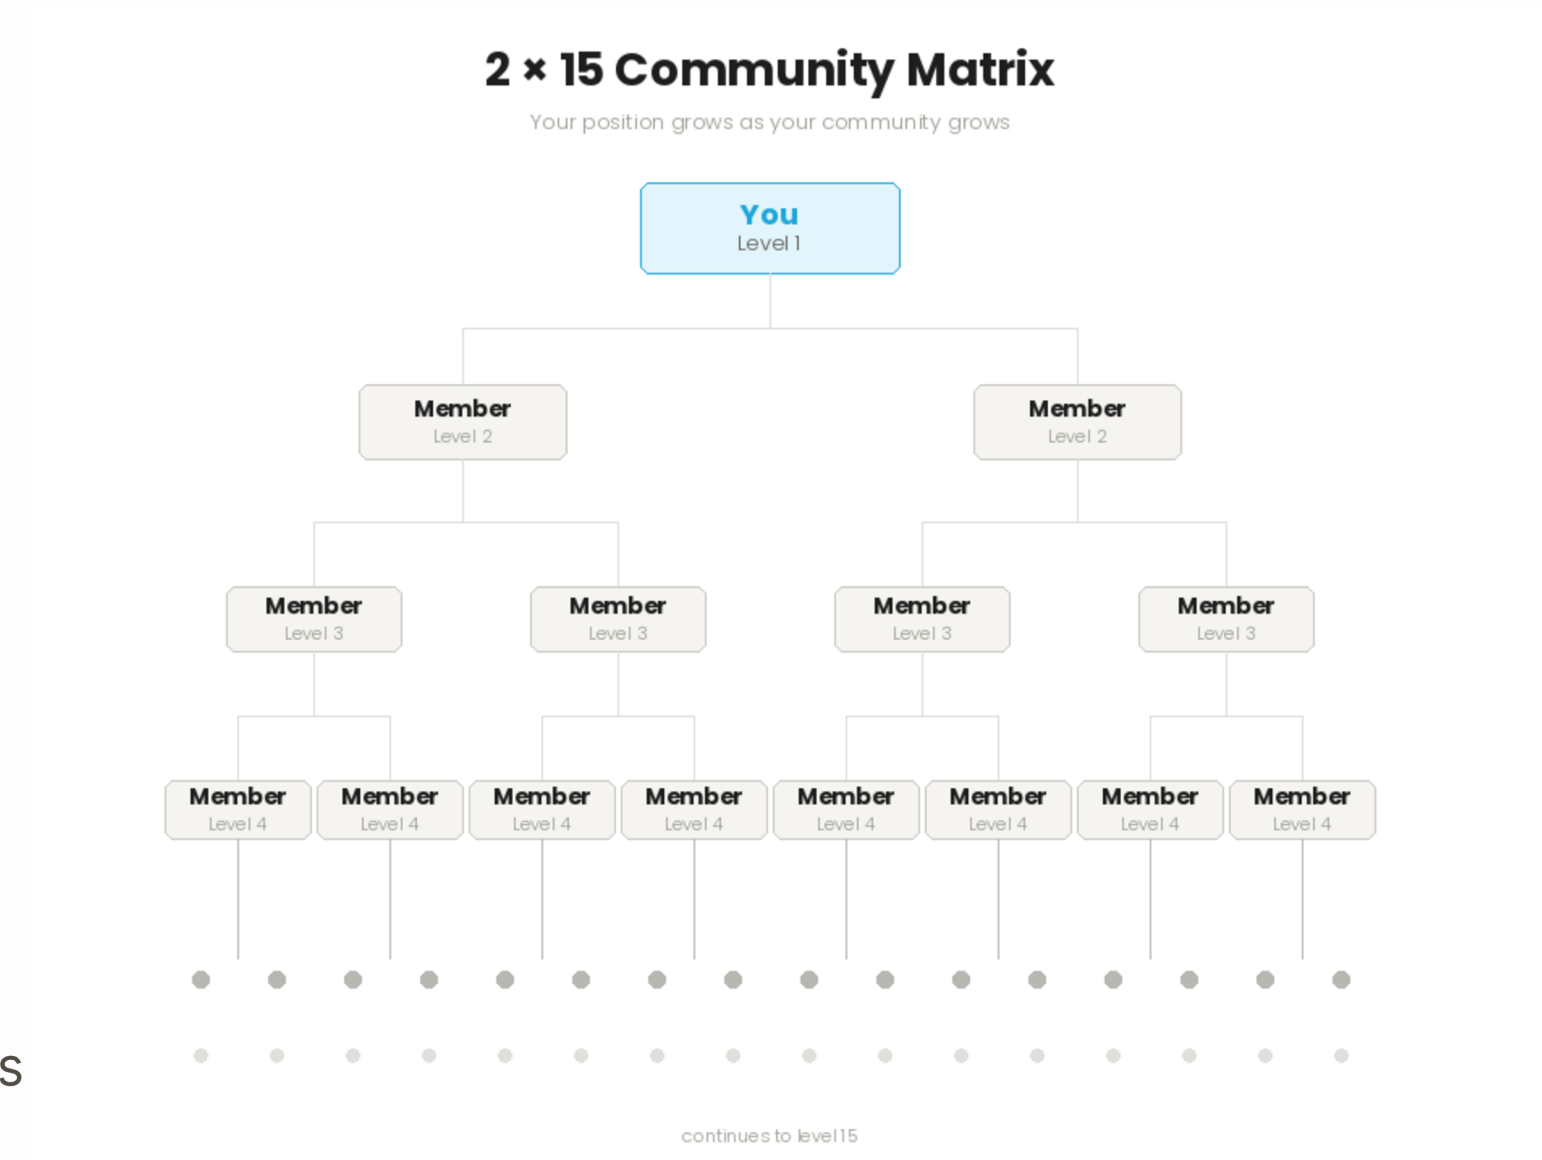 2 × 15 Community Matrix
Your position grows as your community grows
You
Level 1
Member
Level 2
Member
Level 2
Member
Level 3
Member
Level 3
Member
Level 3
Member
Level 3
Member
Level 4
Member
Level 4
Member
Level 4
Member
Level 4
Member
Level 4
Member
Level 4
Member
Level 4
Member
Level 4
s
continues to level 15